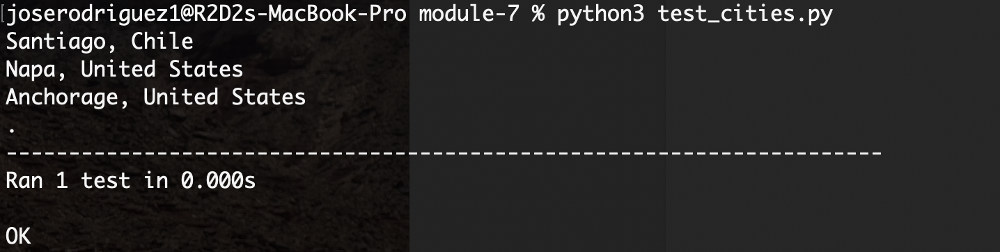 [joserodriguez1@R2D2s-MacBook-Pro module-7 % python3 test_cities.py
Santiago, Chile
Napa, United States
Anchorage, United States
.
----------------------------------------------------------------------
Ran 1 test in 0.000s
OK